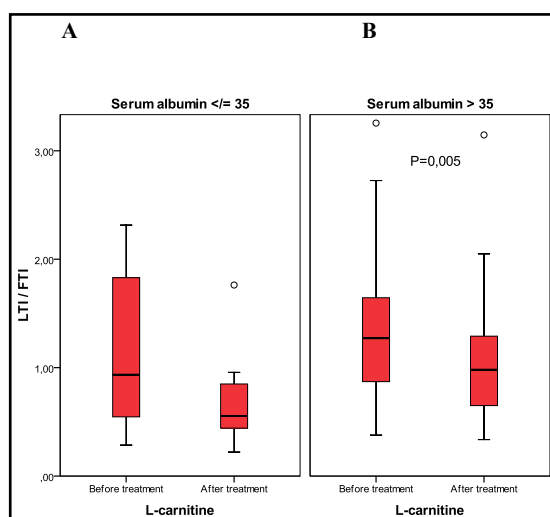 A
B
Serum albumin </= 35
Serum albumin > 35
P=0,005
LTI / FTI
3,00
2,00
1,00
,00
Before treatment
After treatment
Before treatment
After treatment
L-carnitine
L-carnitine